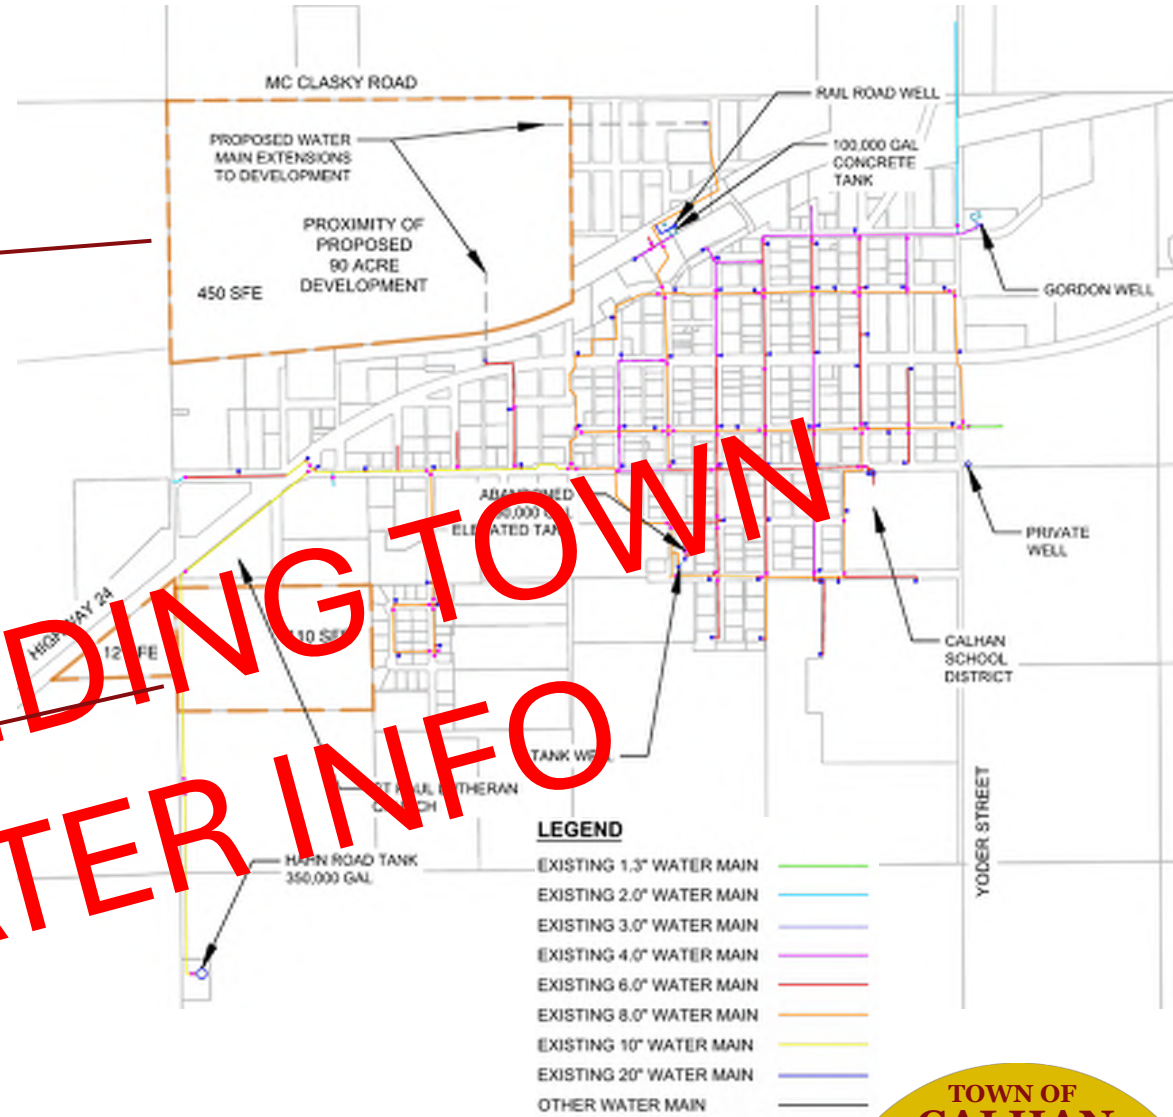 MC CLASKY ROAD
RAIL ROAD WELL
PROPOSED WATER
MAIN EXTENSIONS
TO DEVELOPMENT
100,000 GAL
CONCRETE
TANK
PROXIMITY OF
PROPOSED
90 ACRE
DEVELOPMENT
450 SFE
GORDON WELL
ELEVATED
PRIVATE
WELL
HIGHWAY 24
DING TOWN
TER INFO
CALHAN
SCHOOL
DISTRICT
TANK
HAHN ROAD TANK
350,000 GAL
YODER STREET
LEGEND
EXISTING 1.3" WATER MAIN
EXISTING 2.0" WATER MAIN
EXISTING 3.0" WATER MAIN
EXISTING 4.0" WATER MAIN
EXISTING 6.0" WATER MAIN
EXISTING 8.0" WATER MAIN
EXISTING 10" WATER MAIN
EXISTING 20" WATER MAIN
OTHER WATER MAIN
TOWN OF
CALHAN